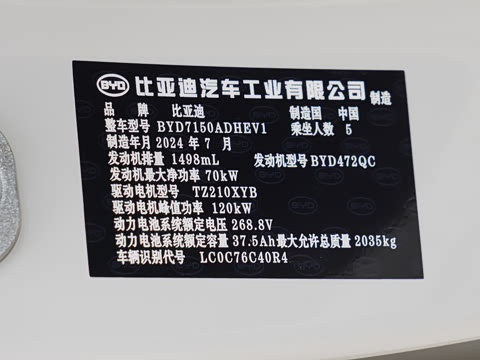 BYD 比亚迪汽车工业有限公司 制造
品 牌 比亚迪 制造国 中国
整车型号 BYD7150ADHEV1 乘坐人数 5
制造年月 2024 年 7 月
发动机排量 1498mL 发动机型号 BYD472QC
发动机最大净功率 70kW
驱动电机型号 TZ210XYB
驱动电机峰值功率 120kW
动力电池系统额定电压 268.8V
动力电池系统额定容量 37.5Ah 最大允许总质量 2035kg
车辆识别代号 LC0C76C40R4